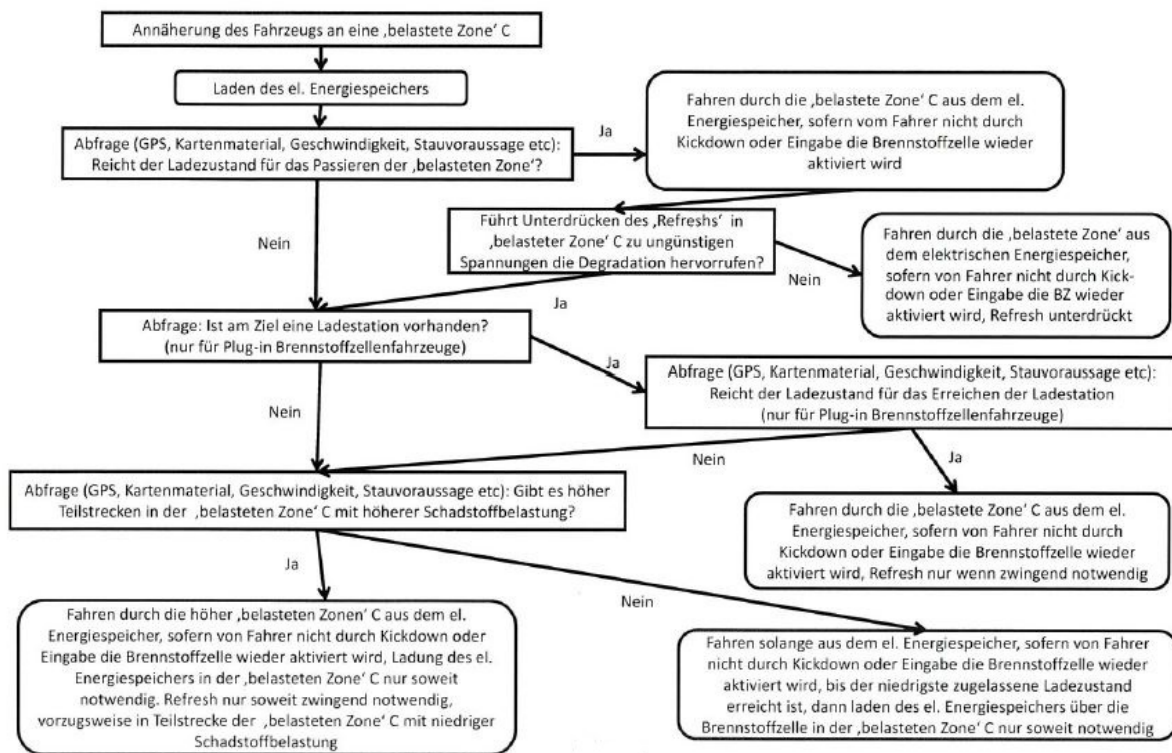 Annäherung des Fahrzeugs an eine ‚belastete Zone‘ C
Laden des el. Energiespeichers
Abfrage (GPS, Kartenmaterial, Geschwindigkeit, Stauvoraussage etc):
Reicht der Ladezustand für das Passieren der ‚belasteten Zone‘?
Ja
Fahren durch die ‚belastete Zone‘ C aus dem el.
Energiespeicher, sofern vom Fahrer nicht durch
Kickdown oder Eingabe die Brennstoffzelle wieder
aktiviert wird
Nein
Führt Unterdrücken des ‚Refreshs‘ in
‚belasteter Zone‘ C zu ungünstigen
Spannungen die Degradation hervorrufen?
Nein
Fahren durch die ‚belastete Zone‘ aus
dem elektrischen Energiespeicher,
sofern von Fahrer nicht durch Kick-
down oder Eingabe die BZ wieder
aktiviert wird, Refresh unterdrückt
Ja
Abfrage: Ist am Ziel eine Ladestation vorhanden?
(nur für Plug-in Brennstoffzellenfahrzeuge)
Ja
Abfrage (GPS, Kartenmaterial, Geschwindigkeit, Stauvoraussage etc):
Reicht der Ladezustand für das Erreichen der Ladestation
(nur für Plug-in Brennstoffzellenfahrzeuge)
Nein
Nein
Ja
Abfrage (GPS, Kartenmaterial, Geschwindigkeit, Stauvoraussage etc): Gibt es höher
Teilstrecken in der ‚belasteten Zone‘ C mit höherer Schadstoffbelastung?
Fahren durch die ‚belastete Zone‘ C aus dem el.
Energiespeicher, sofern von Fahrer nicht durch
Kickdown oder Eingabe die Brennstoffzelle wieder
aktiviert wird, Refresh nur wenn zwingend notwendig
Ja
Nein
Fahren durch die höher ‚belasteten Zonen‘ C aus dem el.
Energiespeicher, sofern von Fahrer nicht durch Kickdown oder
Eingabe die Brennstoffzelle wieder aktiviert wird, Ladung des el.
Energiespeichers in der ‚belasteten Zone‘ C nur soweit
notwendig. Refresh nur soweit zwingend notwendig,
vorzugsweise in Teilstrecke der ‚belasteten Zone‘ C mit niedriger
Schadstoffbelastung
Fahren solange aus dem el. Energiespeicher, sofern von Fahrer
nicht durch Kickdown oder Eingabe die Brennstoffzelle wieder
aktiviert wird, bis der niedrigste zugelassene Ladezustand
erreicht ist, dann laden des el. Energiespeichers über die
Brennstoffzelle in der ‚belasteten Zone‘ C nur soweit notwendig